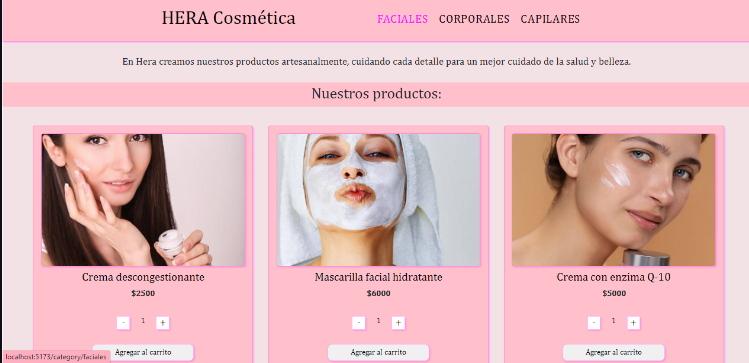 HERA Cosmética
FACIALES CORPORALES CAPILARES
En Hera creamos nuestros productos artesanalmente, cuidando cada detalle para un mejor cuidado de la salud y belleza.
Nuestros productos:
Crema descongestionante
$2500
- 1 +
Agregar al carrito
Mascarilla facial hidratante
$6000
- 1 +
Agregar al carrito
Crema con enzima Q-10
$5000
- 1 +
Agregar al carrito
localhost:5173/category/faciales